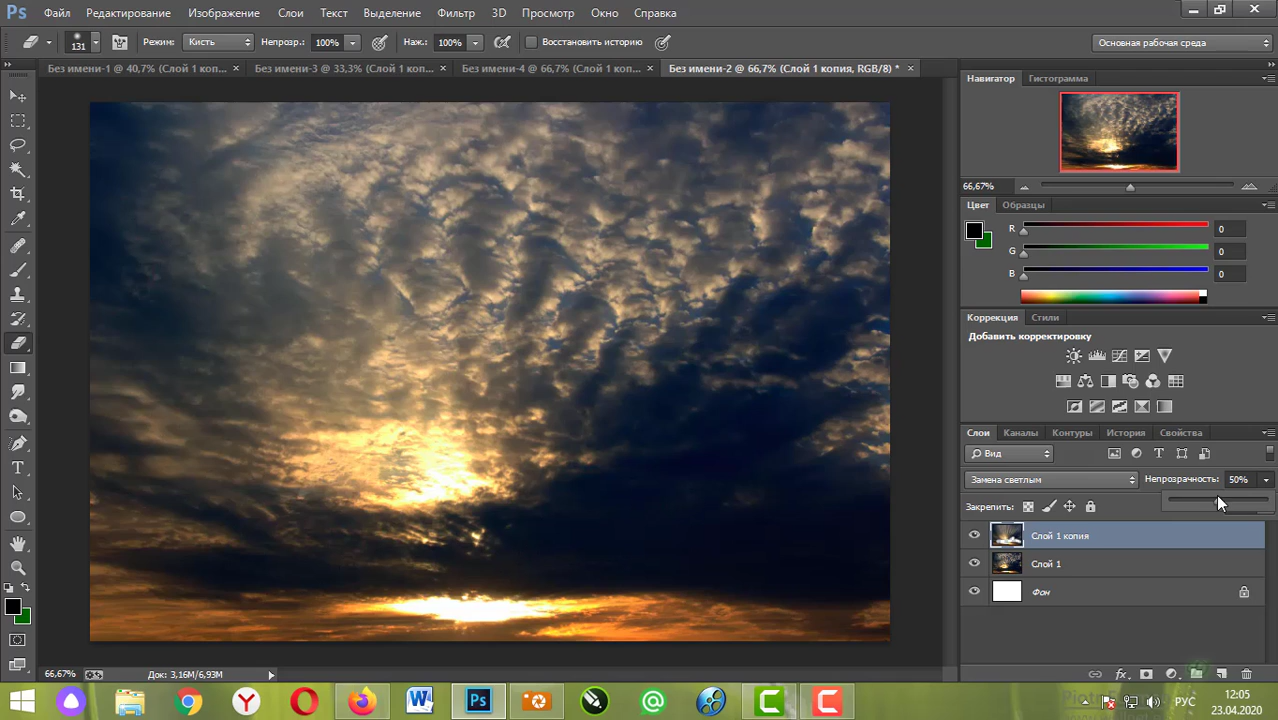 Ps Файл Редактирование Изображение Слои Текст Выделение Фильтр 3D Просмотр Окно Справка
131 Режим: Кисть Непрозр.: 100% Наж.: 100% Восстановить историю Основная рабочая среда
Без имени-1 @ 40,7% (Слой 1 коп... × Без имени-3 @ 33,3% (Слой 1 коп... × Без имени-4 @ 66,7% (Слой 1 коп... × Без имени-2 @ 66,7% (Слой 1 копия, RGB/8) * ×
Навигатор Гистограмма
66,67%
Цвет Образцы
R 0
G 0
B 0
Коррекция Стили
Добавить корректировку
Слои Каналы Контуры История Свойства
Вид
Замена светлым Непрозрачность: 50%
Закрепить:
Слой 1 копия
Слой 1
Фон
66,67% Док: 3,16M/6,93M
W Ps РУС 12:05
23.04.2020